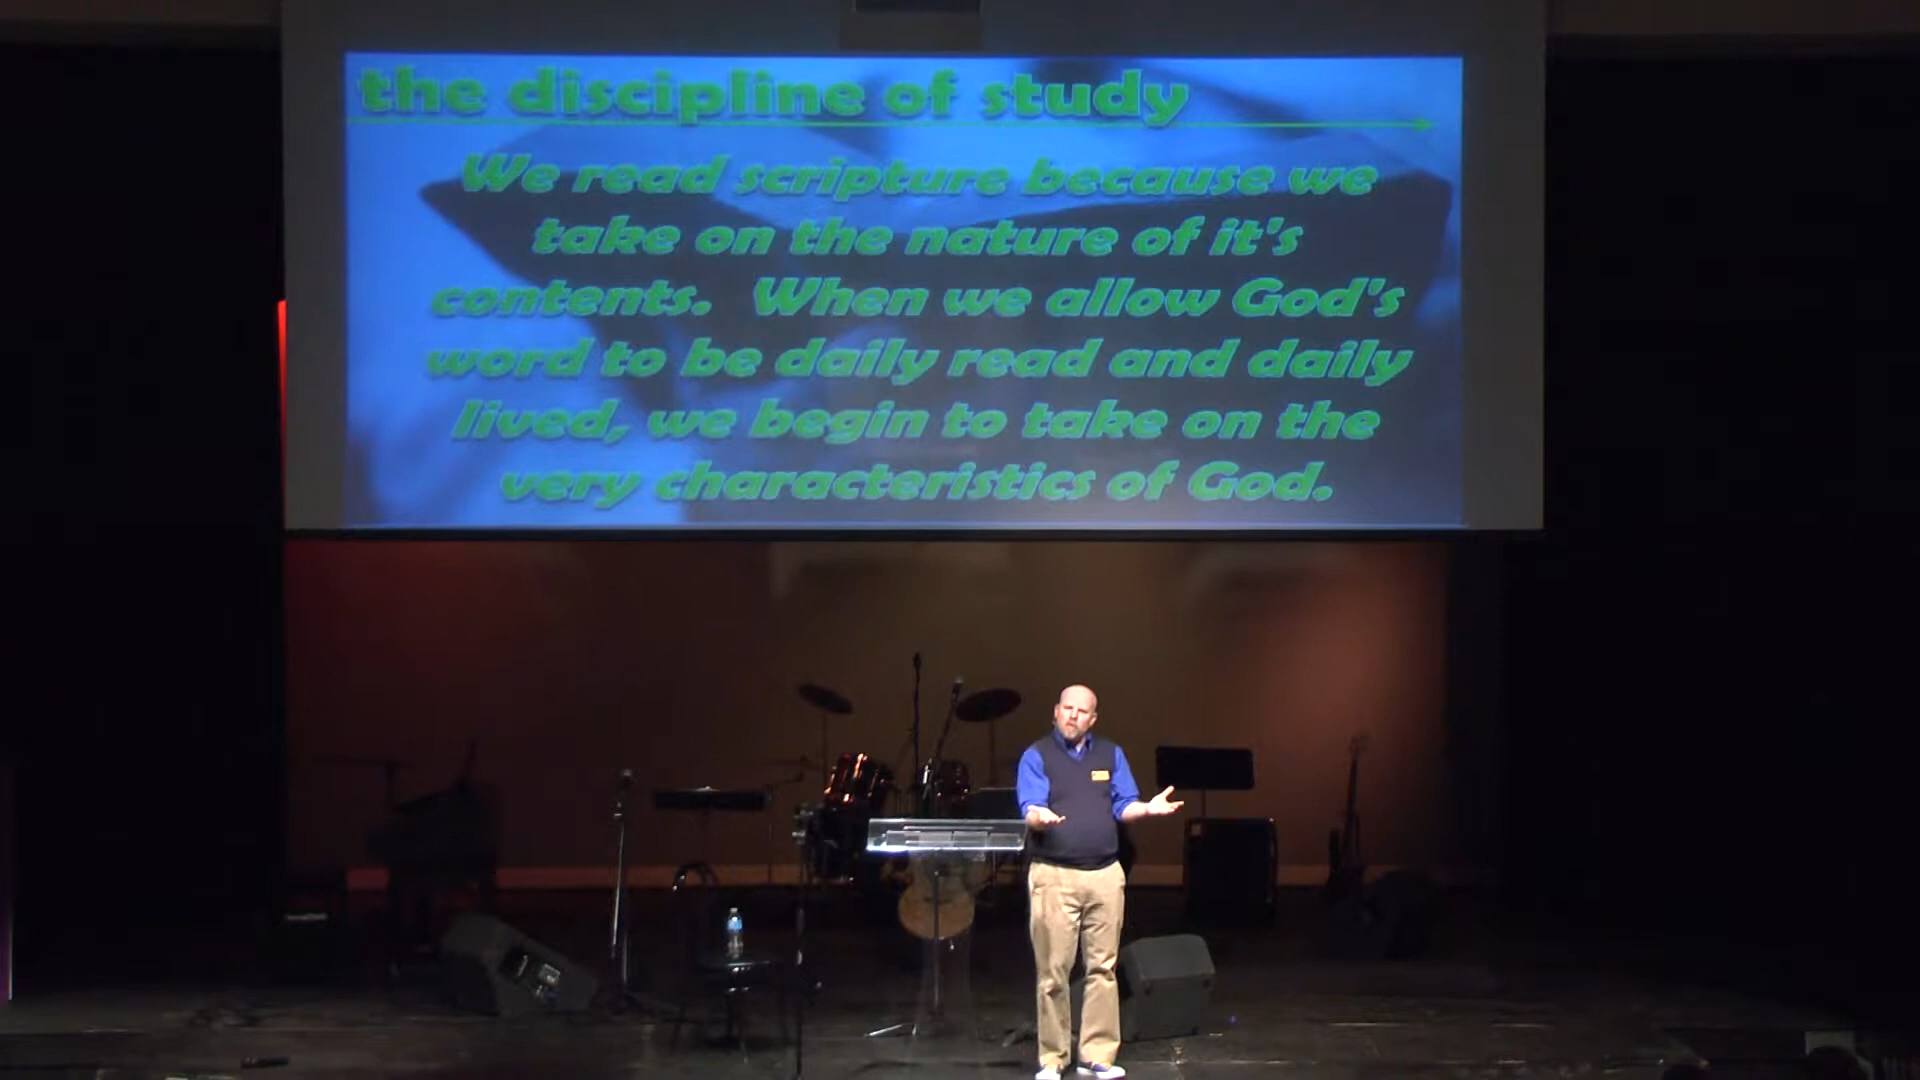 the discipline of study
We read scripture because we
take on the nature of it's
contents. When we allow God's
word to be daily read and daily
lived, we begin to take on the
very characteristics of God.